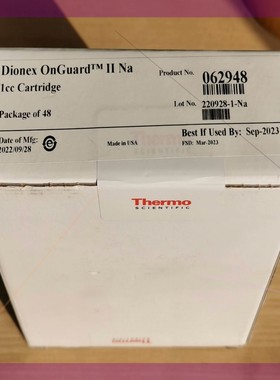 Dionex OnGuard™ II Na
Product No. 062948
1cc Cartridge
Lot No. 220928-1-Na
Package of 48
Best If Used By: Sep-2023
Date of Mfg:
2022/09/28
Made in USA
FSD: Mar-2023
Thermo
SCIENTIFIC
Thermo